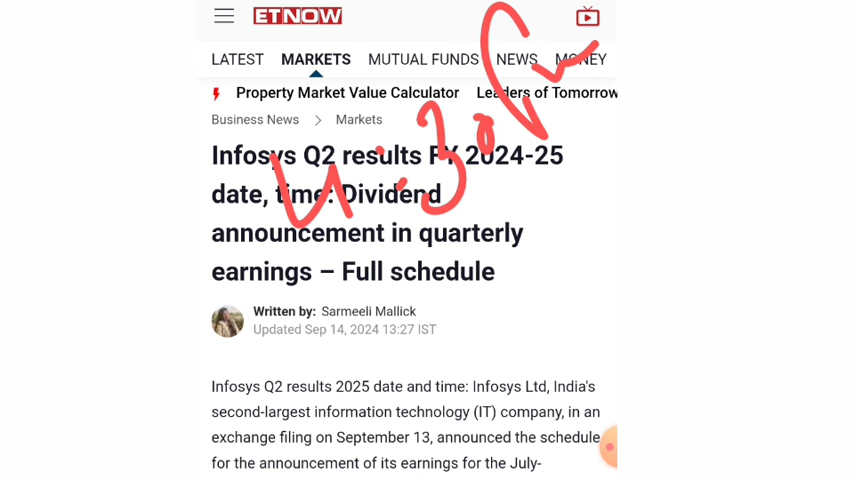 ETNOW
LATEST MARKETS MUTUAL FUNDS NEWS MONEY
Property Market Value Calculator Leaders of Tomorrow
Business News > Markets
Infosys Q2 results FY 2024-25
date, time: Dividend
announcement in quarterly
earnings – Full schedule
4:30 Pm
Written by: Sarmeeli Mallick
Updated Sep 14, 2024 13:27 IST
Infosys Q2 results 2025 date and time: Infosys Ltd, India's
second-largest information technology (IT) company, in an
exchange filing on September 13, announced the schedule
for the announcement of its earnings for the July-